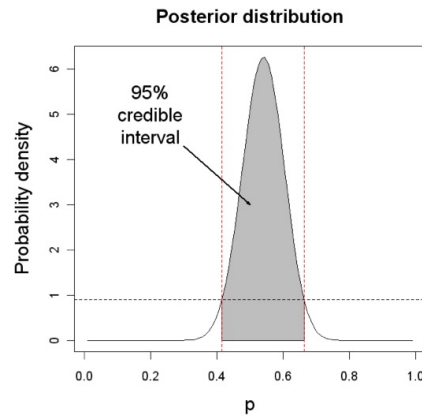 Posterior distribution
95%
credible
interval
Probability density
6
5
4
3
2
1
0
0.0 0.2 0.4 0.6 0.8 1.0
p